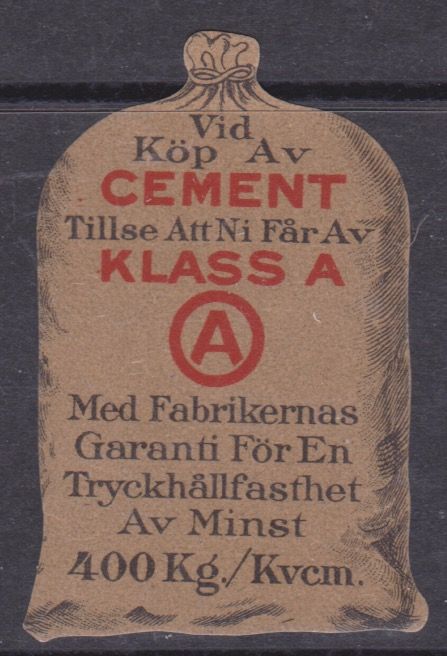 Vid
Köp Av
CEMENT
Tillse Att Ni Får Av
KLASS A
A
Med Fabrikernas
Garanti För En
Tryckhållfasthet
Av Minst
400 Kg./Kvcm.